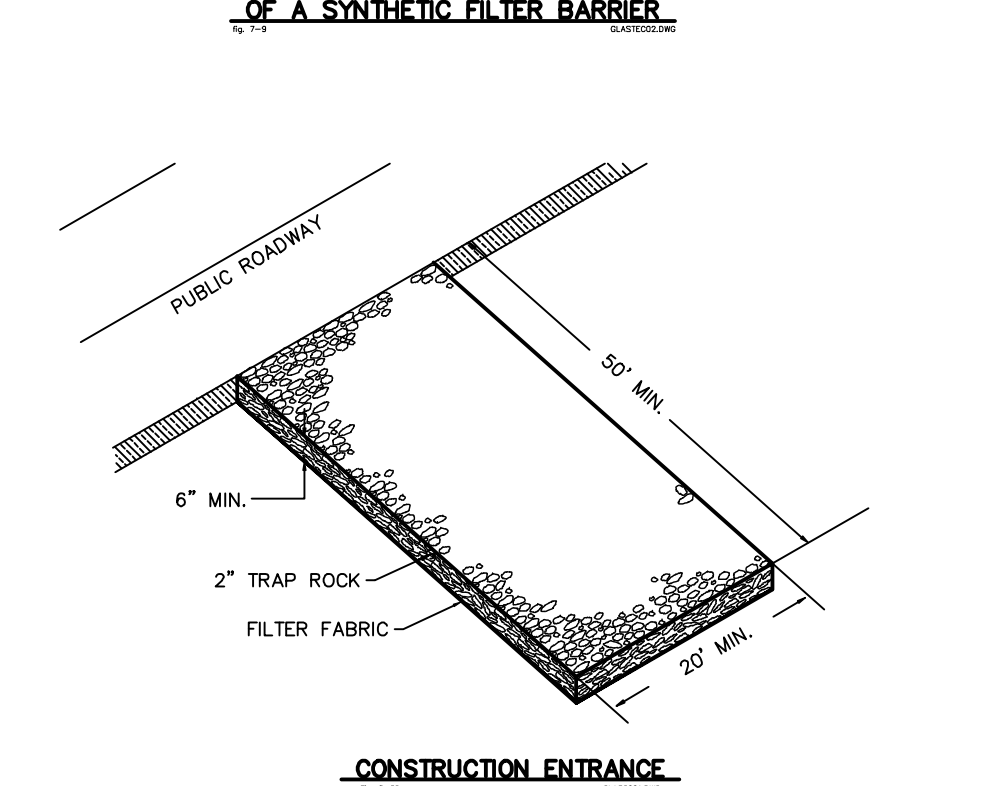 OF A SYNTHETIC FILTER BARRIER
fig. 7-9 GLASTEC02.DWG
PUBLIC ROADWAY
50' MIN.
6" MIN.
2" TRAP ROCK
FILTER FABRIC
20' MIN.
CONSTRUCTION ENTRANCE